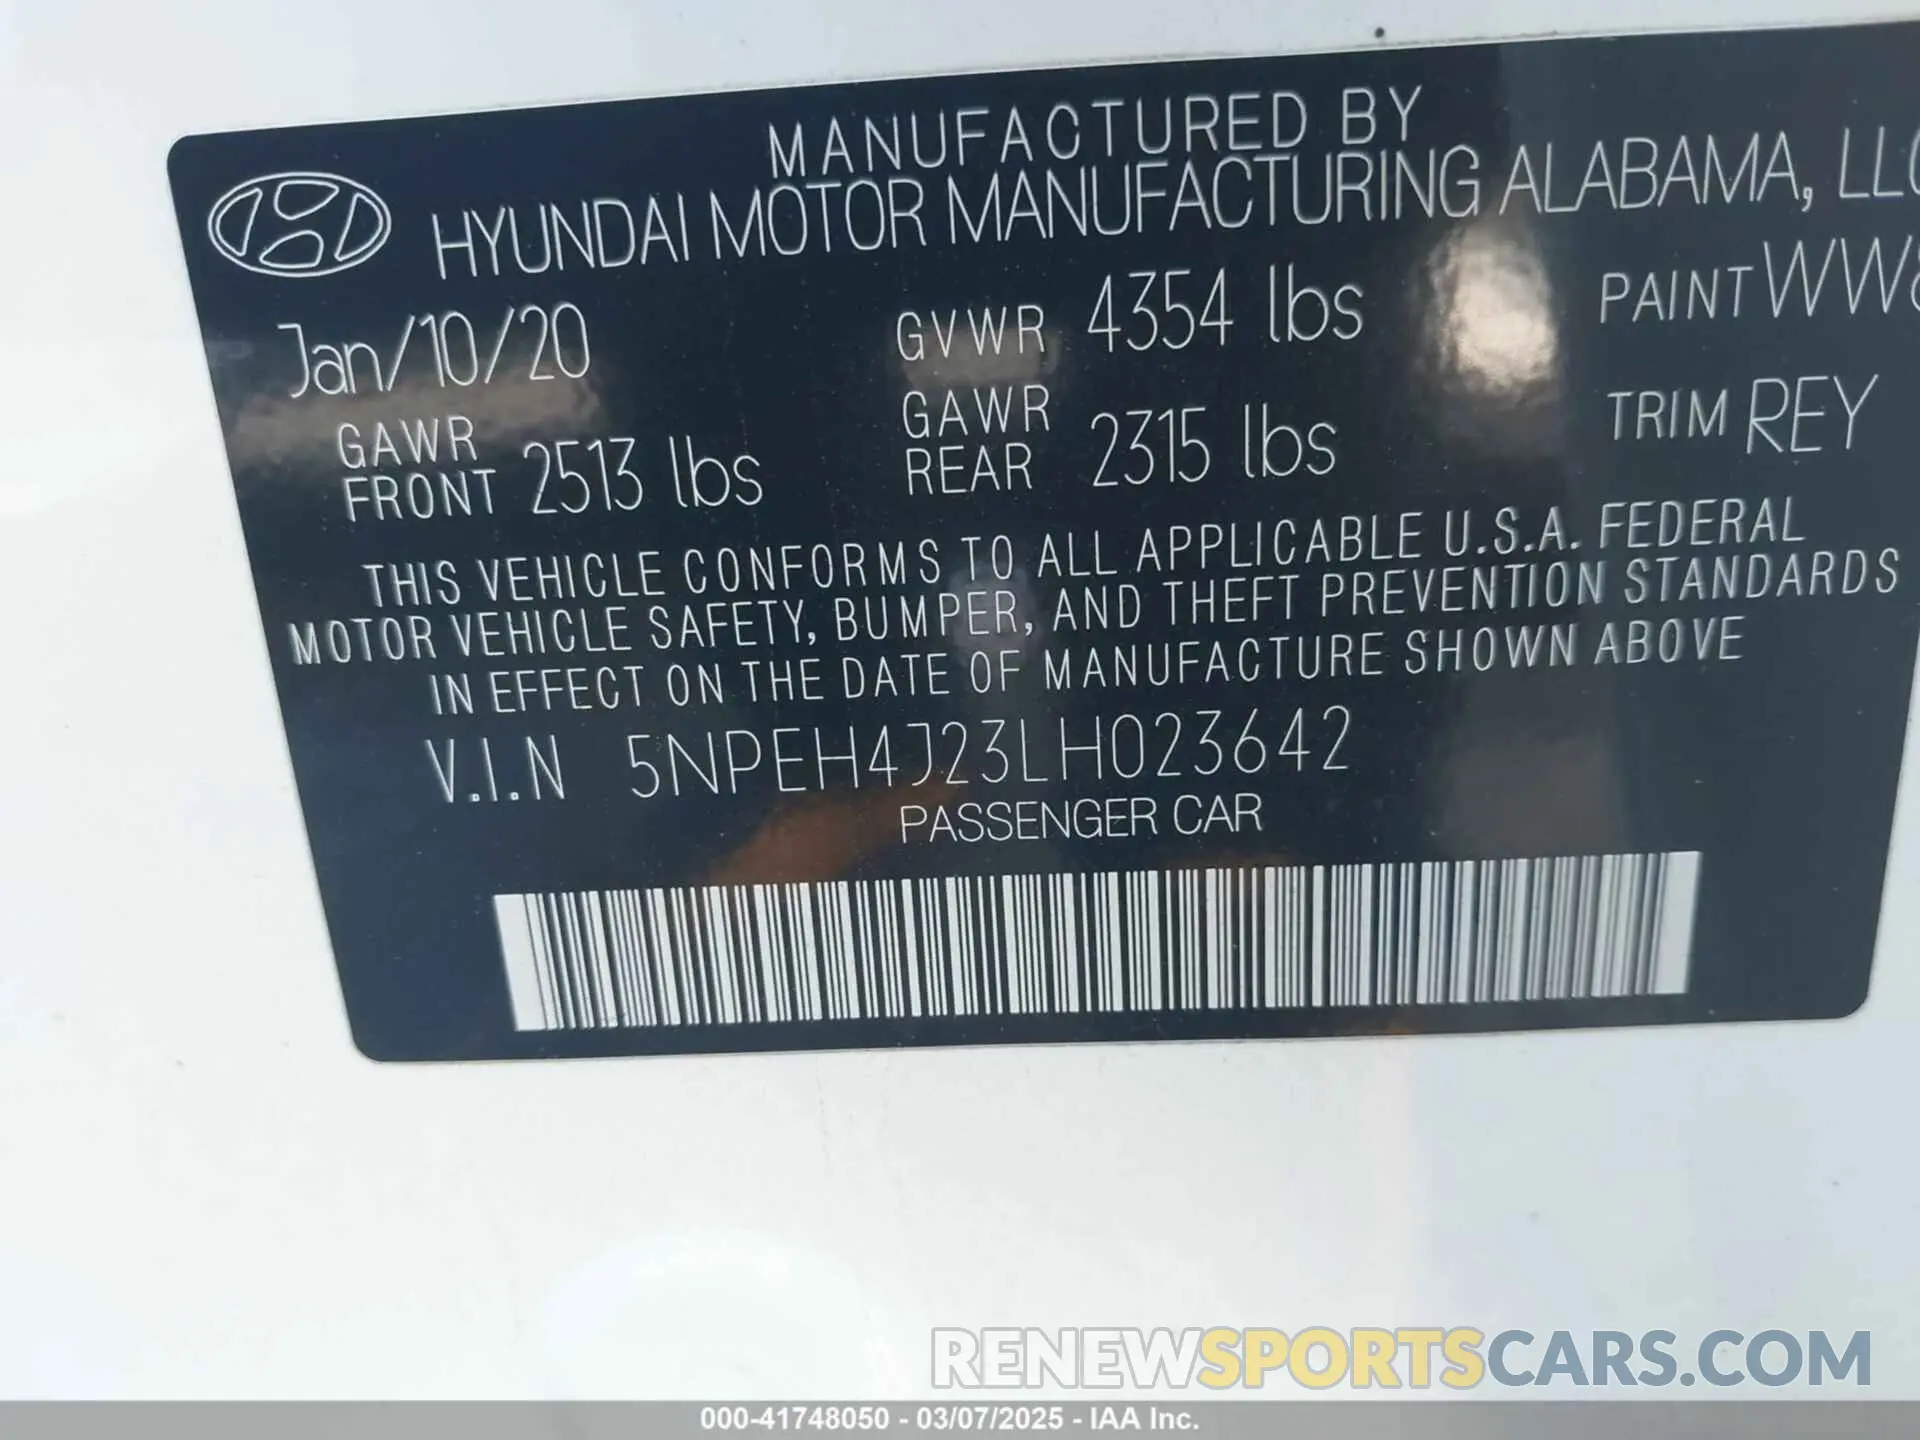 MANUFACTURED BY
HYUNDAI MOTOR MANUFACTURING ALABAMA, LLC
Jan/10/20 GVWR 4354 lbs PAINT WW8
GAWR FRONT 2513 lbs GAWR REAR 2315 lbs TRIM REY
THIS VEHICLE CONFORMS TO ALL APPLICABLE U.S.A. FEDERAL
MOTOR VEHICLE SAFETY, BUMPER, AND THEFT PREVENTION STANDARDS
IN EFFECT ON THE DATE OF MANUFACTURE SHOWN ABOVE
V.I.N 5NPEH4J23LH023642
PASSENGER CAR
RENEWSPORTSCARS.COM
000-41748050 - 03/07/2025 - IAA Inc.